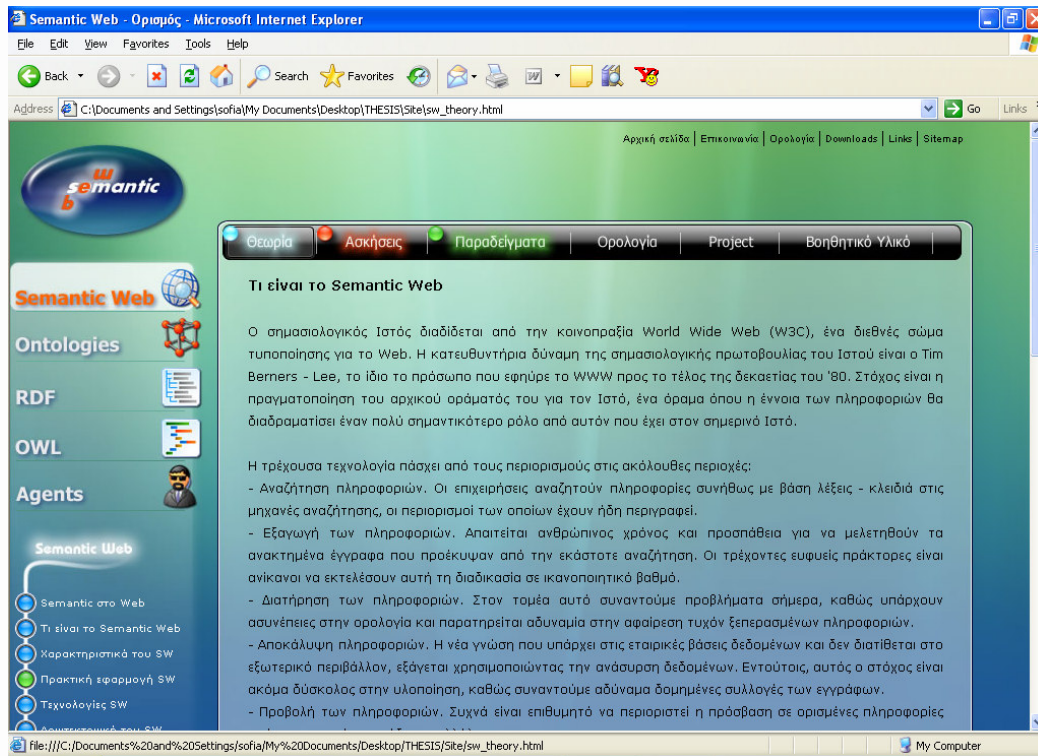 Semantic Web - Ορισμός - Microsoft Internet Explorer
File Edit View Favorites Tools Help
Back Search Favorites
Address C:\Documents and Settings\sofia\My Documents\Desktop\THESIS\Site\sw_theory.html Go Links
Αρχική σελίδα | Επικοινωνία | Ορολογία | Downloads | Links | Sitemap
semantic
web
Θεωρία Ασκήσεις Παραδείγματα Ορολογία Project Βοηθητικό Υλικό
Semantic Web
Ontologies
RDF
OWL
Agents
Semantic Web
Semantic στο Web
Τι είναι το Semantic Web
Χαρακτηριστικά του SW
Πρακτική εφαρμογή SW
Τεχνολογίες SW
Τι είναι το Semantic Web
Ο σημασιολογικός Ιστός διαδίδεται από την κοινοπραξία World Wide Web (W3C), ένα διεθνές σώμα
τυποποίησης για το Web. Η κατευθυντήρια δύναμη της σημασιολογικής πρωτοβουλίας του Ιστού είναι ο Tim
Berners - Lee, το ίδιο το πρόσωπο που εφηύρε το WWW προς το τέλος της δεκαετίας του '80. Στόχος είναι η
πραγματοποίηση του αρχικού οράματός του για τον Ιστό, ένα όραμα όπου η έννοια των πληροφοριών θα
διαδραματίσει έναν πολύ σημαντικότερο ρόλο από αυτόν που έχει στον σημερινό Ιστό.
Η τρέχουσα τεχνολογία πάσχει από τους περιορισμούς στις ακόλουθες περιοχές:
- Αναζήτηση πληροφοριών. Οι επιχειρήσεις αναζητούν πληροφορίες συνήθως με βάση λέξεις - κλειδιά στις
μηχανές αναζήτησης, οι περιορισμοί των οποίων έχουν ήδη περιγραφεί.
- Εξαγωγή των πληροφοριών. Απαιτείται ανθρώπινος χρόνος και προσπάθεια για να μελετηθούν τα
ανακτημένα έγγραφα που προέκυψαν από την εκάστοτε αναζήτηση. Οι τρέχοντες ευφυείς πράκτορες είναι
ανίκανοι να εκτελέσουν αυτή τη διαδικασία σε ικανοποιητικό βαθμό.
- Διατήρηση των πληροφοριών. Στον τομέα αυτό συναντούμε προβλήματα σήμερα, καθώς υπάρχουν
ασυνέπειες στην ορολογία και παρατηρείται αδυναμία στην αφαίρεση τυχόν ξεπερασμένων πληροφοριών.
- Αποκάλυψη πληροφοριών. Η νέα γνώση που υπάρχει στις εταιρικές βάσεις δεδομένων και δεν διατίθεται στο
εξωτερικό περιβάλλον, εξάγεται χρησιμοποιώντας την ανάσυρση δεδομένων. Εντούτοις, αυτός ο στόχος είναι
ακόμα δύσκολος στην υλοποίηση, καθώς συναντούμε αδύναμα δομημένες συλλογές των εγγράφων.
- Προβολή των πληροφοριών. Συχνά είναι επιθυμητό να περιοριστεί η πρόσβαση σε ορισμένες πληροφορίες
file:///C:/Documents%20and%20Settings/sofia/My%20Documents/Desktop/THESIS/Site/sw_theory.html My Computer